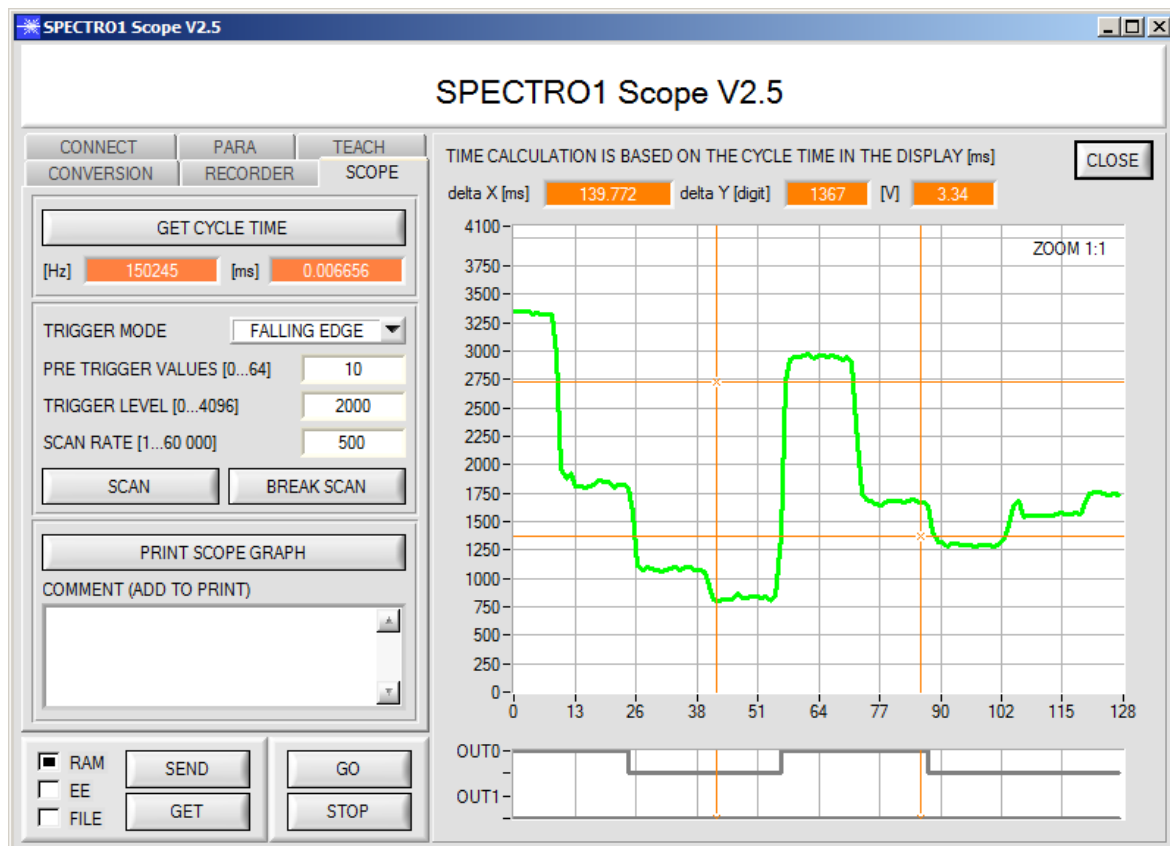 SPECTRO1 Scope V2.5
SPECTRO1 Scope V2.5
CONNECT PARA TEACH
CONVERSION RECORDER SCOPE
GET CYCLE TIME
[Hz] 150245 [ms] 0.006656
TRIGGER MODE FALLING EDGE
PRE TRIGGER VALUES [0...64] 10
TRIGGER LEVEL [0...4096] 2000
SCAN RATE [1...60 000] 500
SCAN BREAK SCAN
PRINT SCOPE GRAPH
COMMENT (ADD TO PRINT)
RAM SEND GO
EE
FILE GET STOP
TIME CALCULATION IS BASED ON THE CYCLE TIME IN THE DISPLAY [ms]
CLOSE
delta X [ms] 139.772 delta Y [digit] 1367 [V] 3.34
ZOOM 1:1
4100
3750
3500
3250
3000
2750
2500
2250
2000
1750
1500
1250
1000
750
500
250
0
0 13 26 38 51 64 77 90 102 115 128
OUT0
OUT1